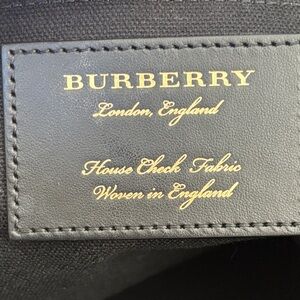 BURBERRY
London, England
House Check Fabric
Woven in England